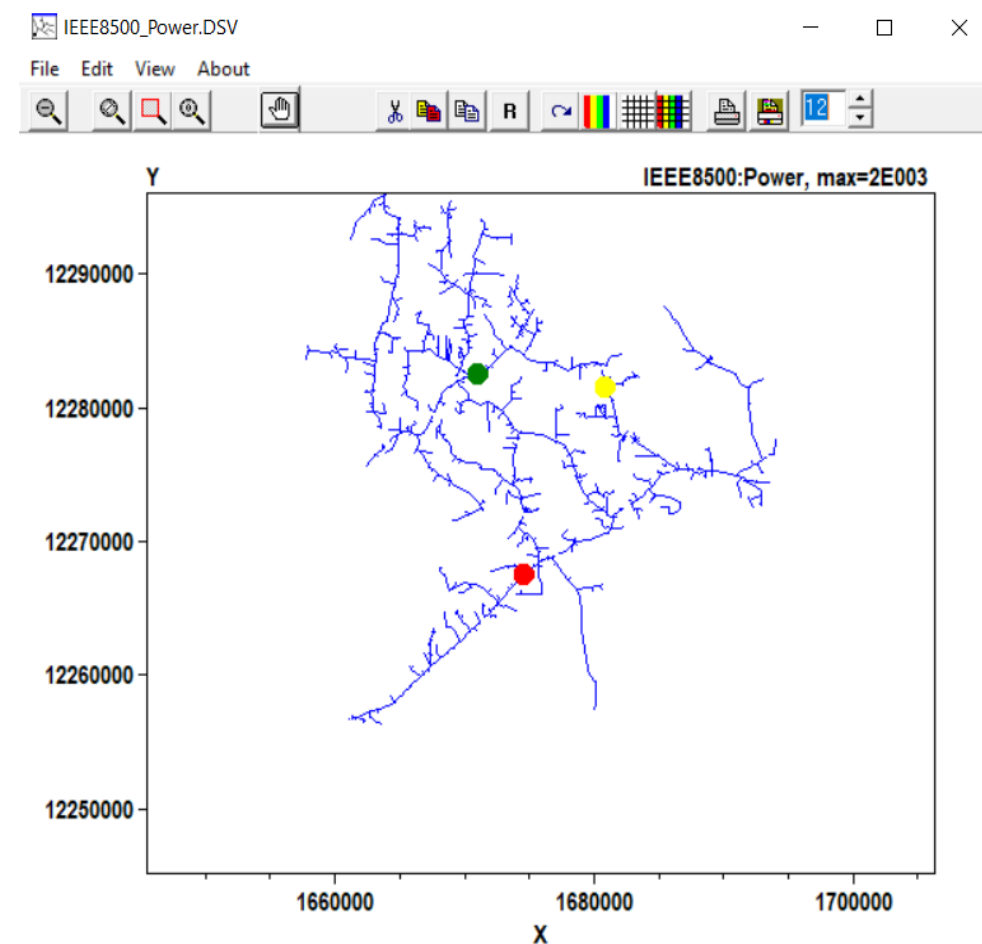 IEEE8500_Power.DSV
File Edit View About
R
12
Y
IEEE8500:Power, max=2E003
12290000
12280000
12270000
12260000
12250000
1660000 1680000 1700000
X